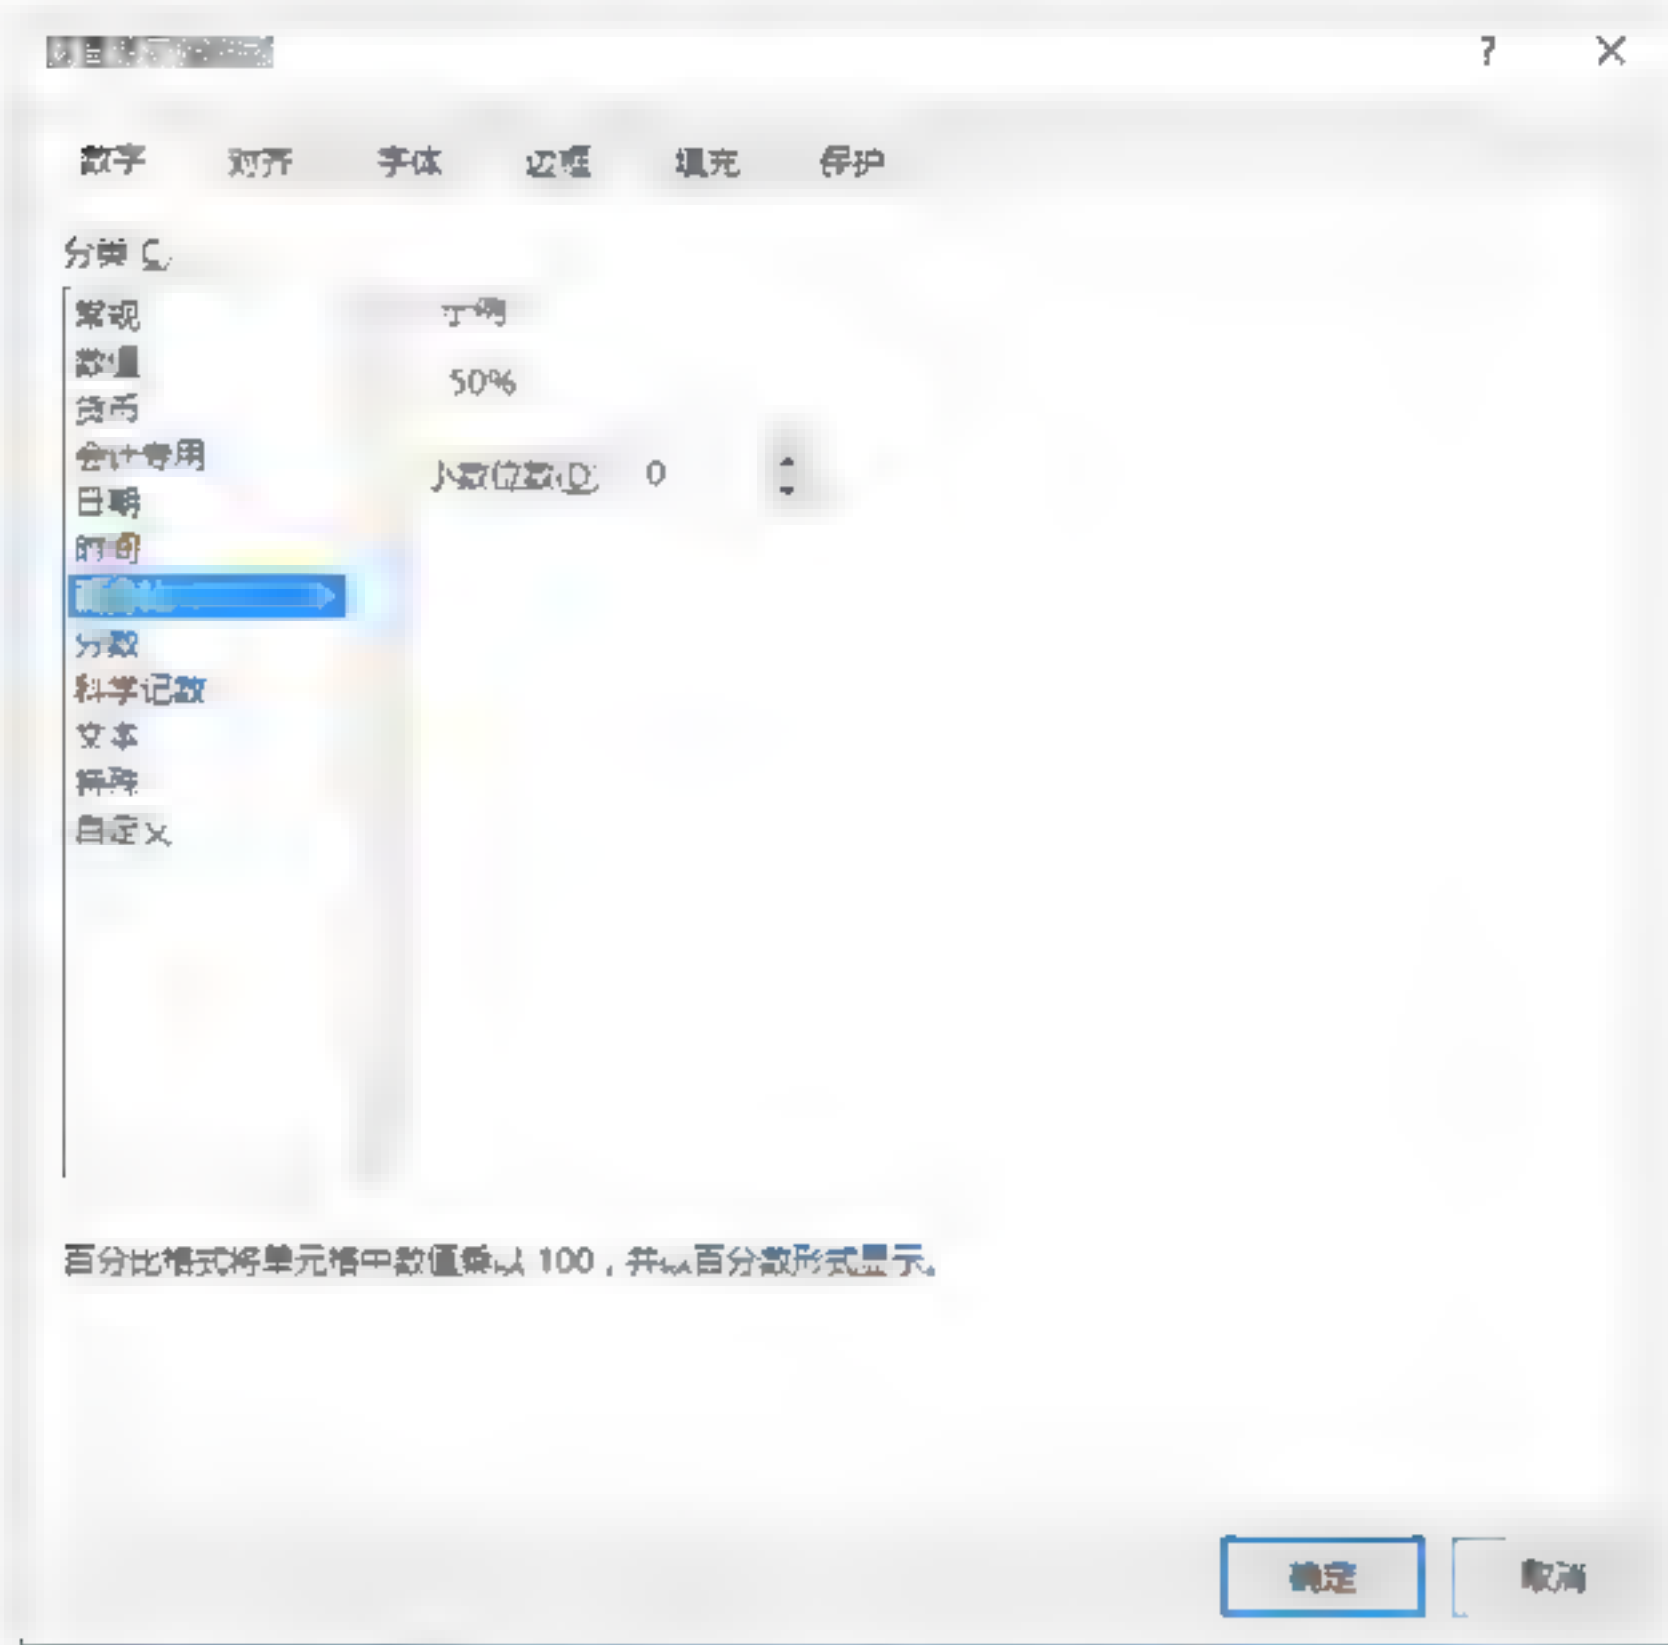 数字 对齐 字体 边框 填充 保护
分类(C)
常规
示例
数值
50%
货币
会计专用
小数位数(D) 0
日期
时间
分数
科学记数
文本
特殊
自定义
百分比格式将单元格中数值乘以 100，并以百分数形式显示。
确定 取消